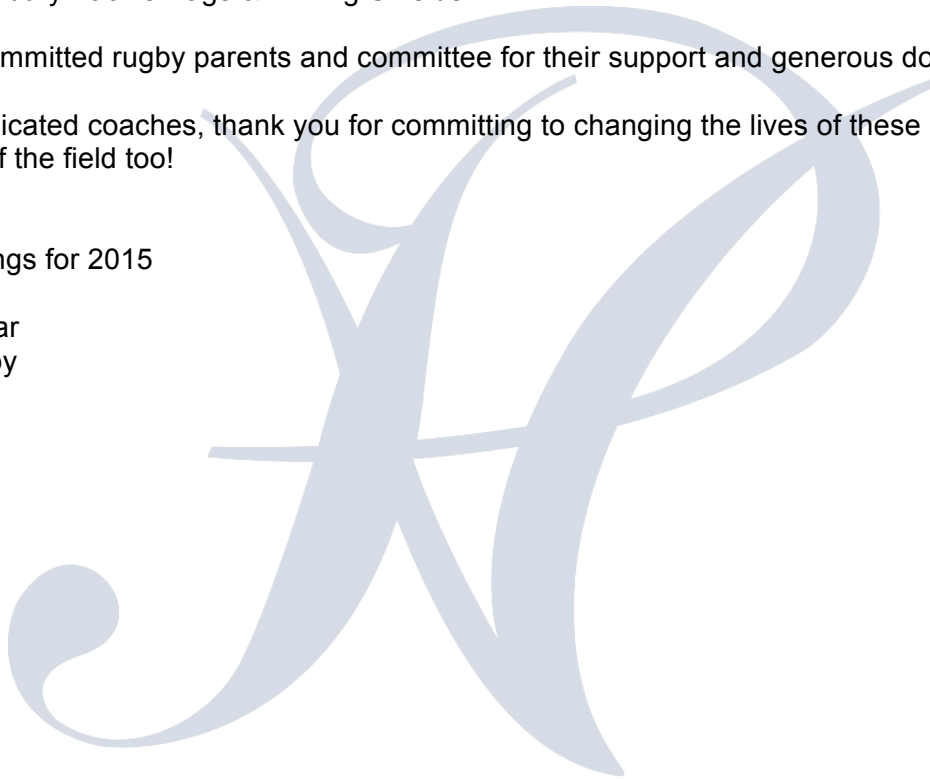 mmitted rugby parents and committee for their support and generous do
icated coaches, thank you for committing to changing the lives of these
f the field too!
ngs for 2015
ar
by